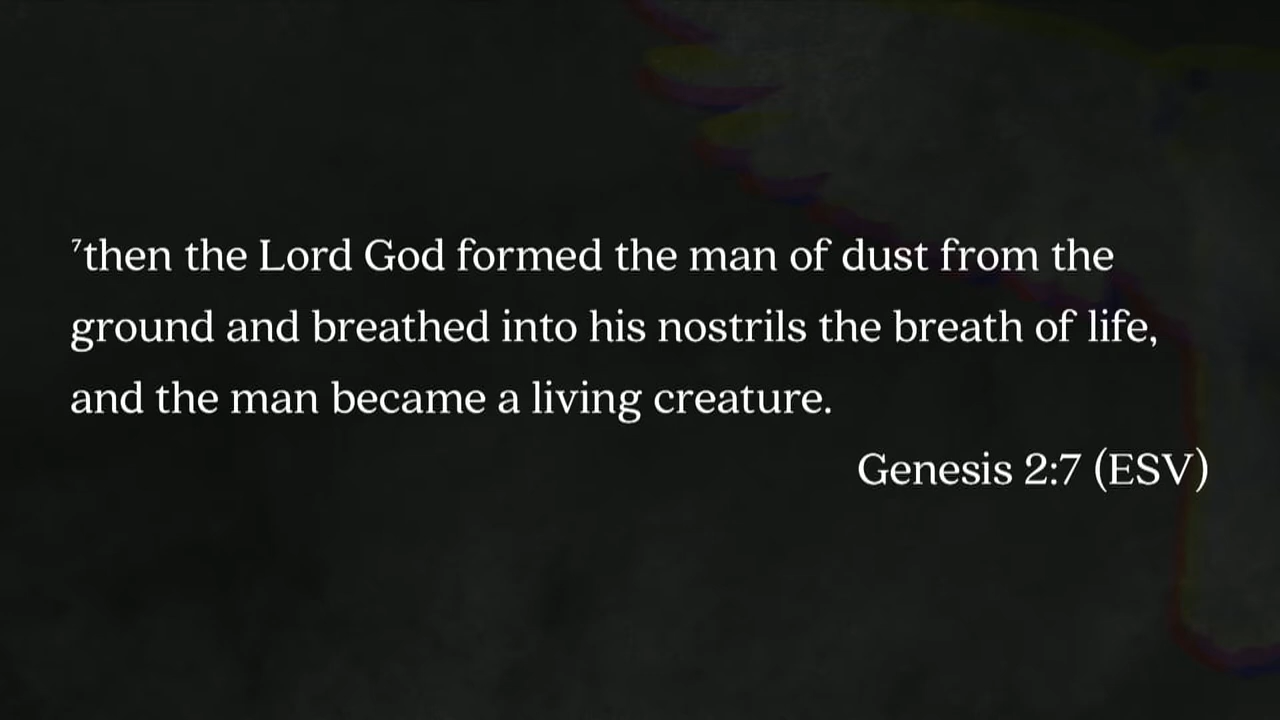 ⁷then the Lord God formed the man of dust from the
ground and breathed into his nostrils the breath of life,
and the man became a living creature.
Genesis 2:7 (ESV)